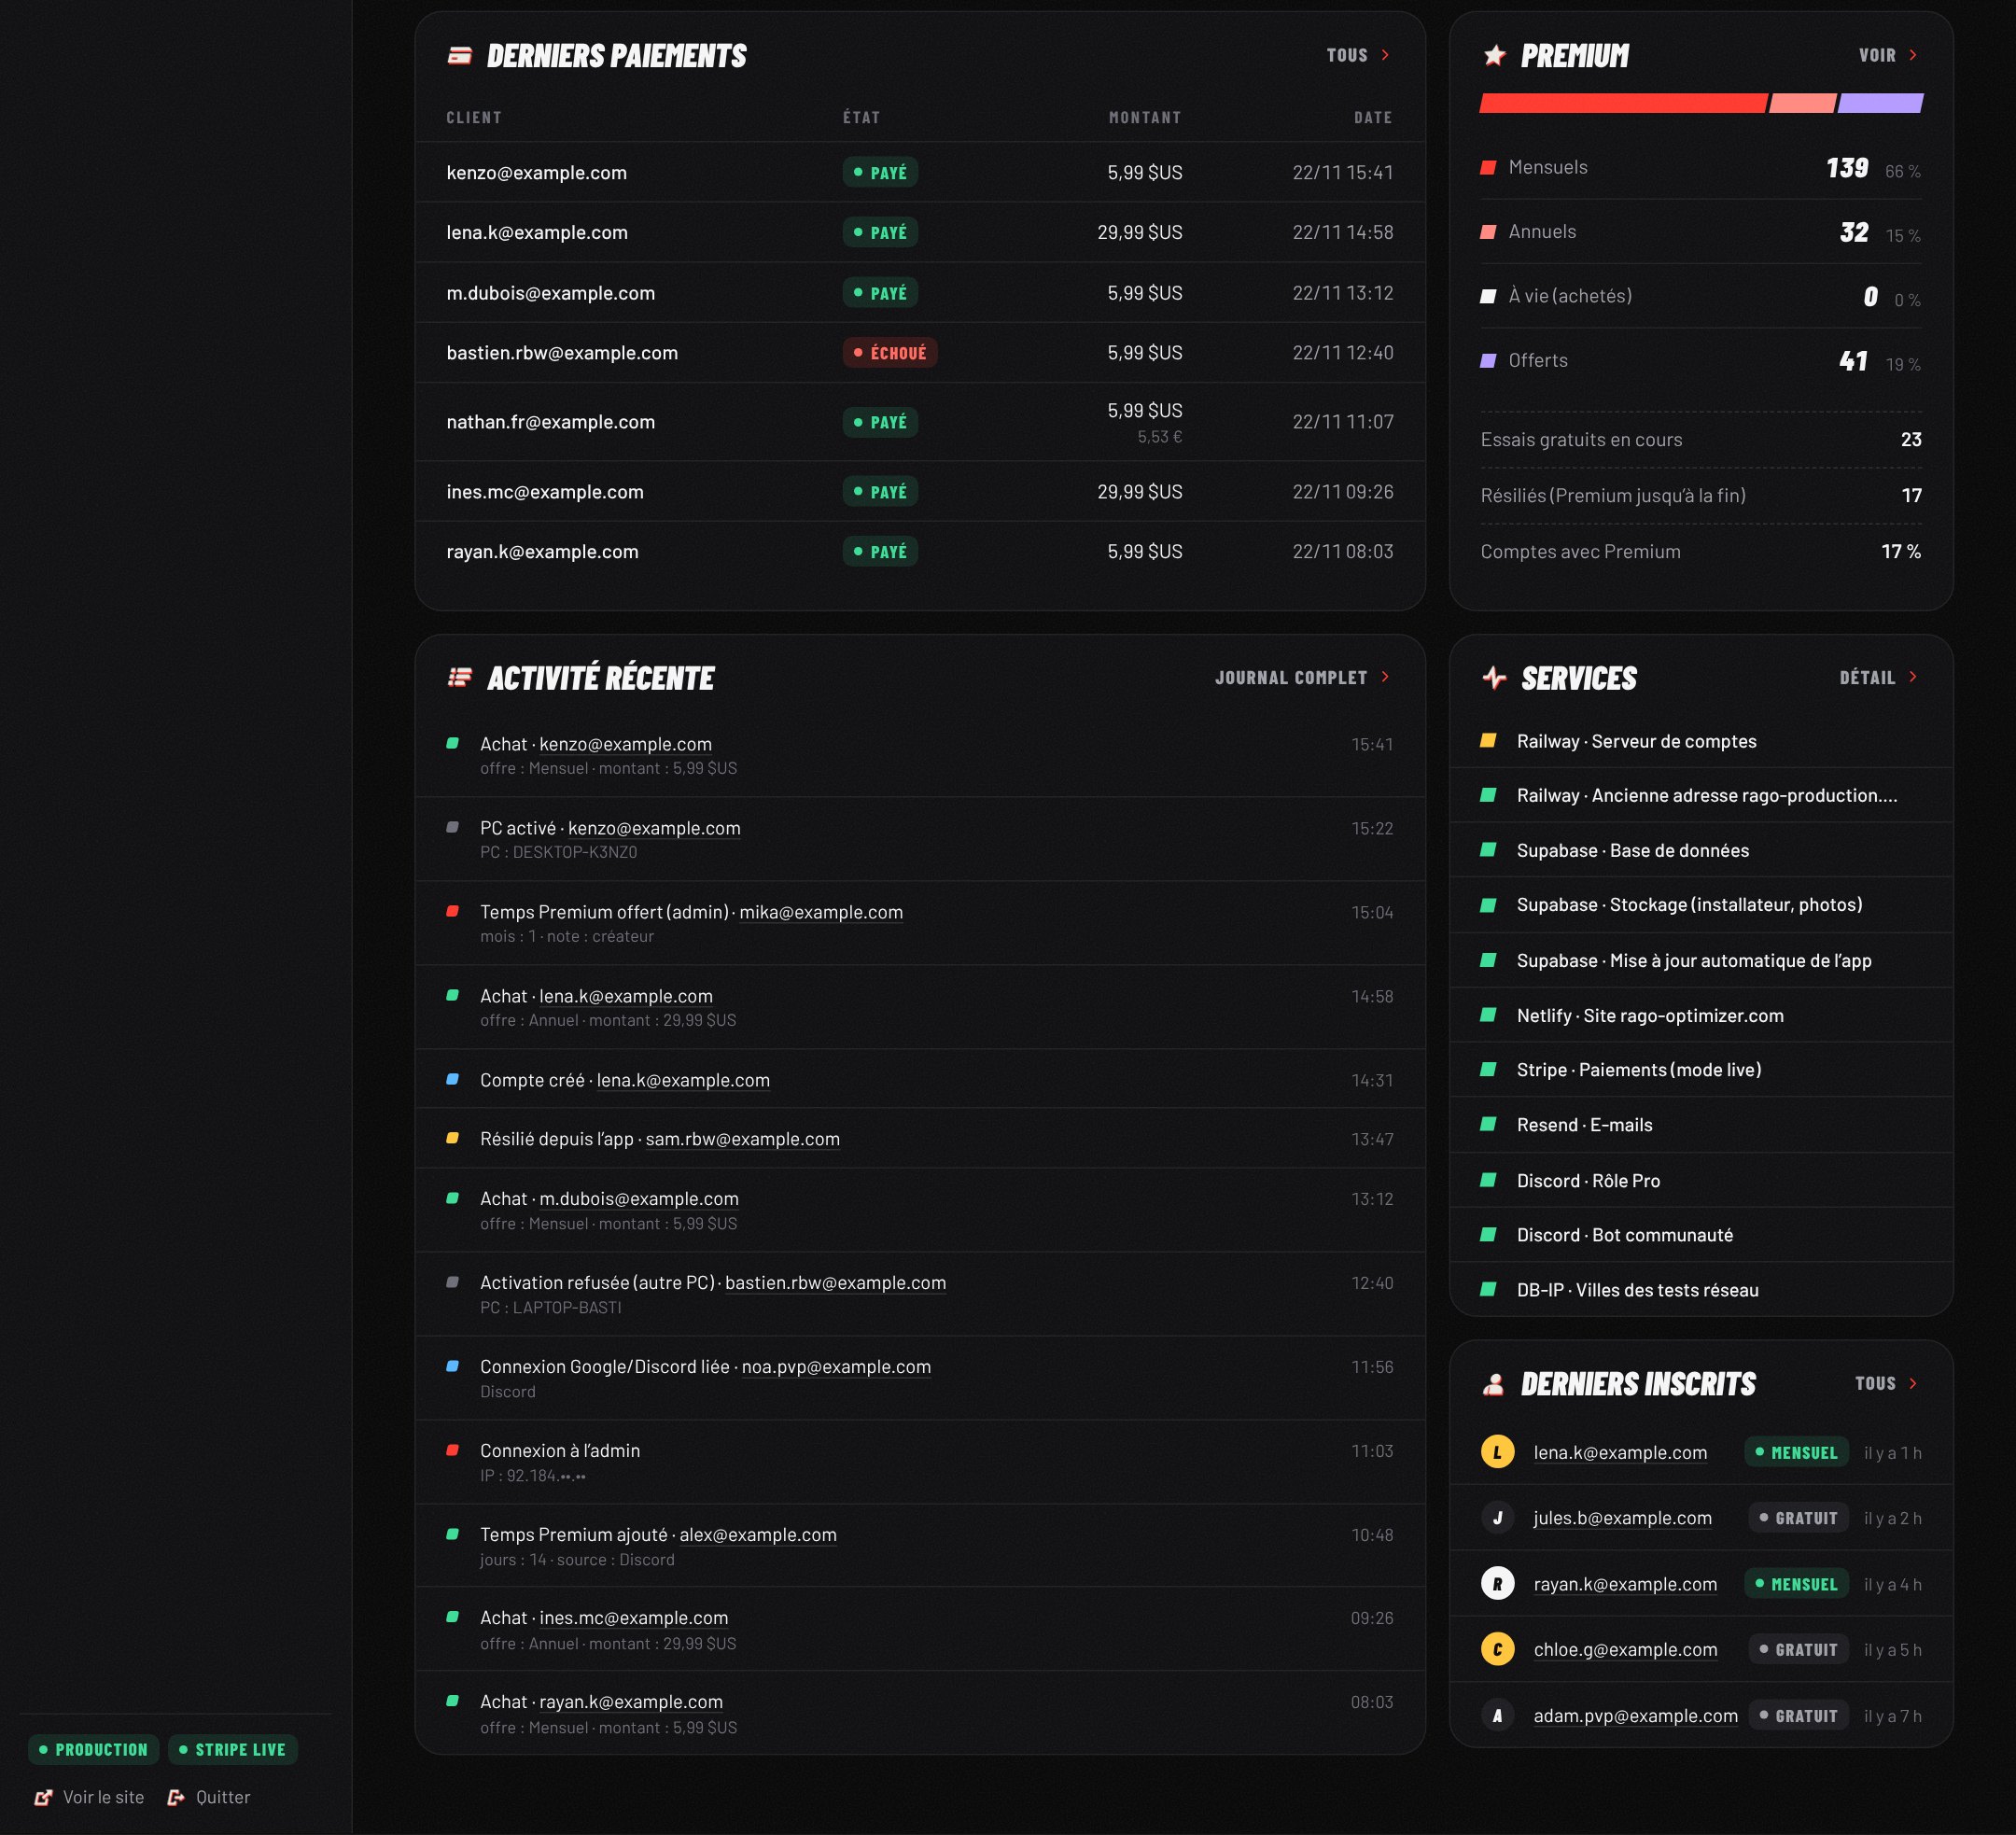 DERNIERS PAIEMENTS
TOUS
CLIENT ÉTAT MONTANT DATE
kenzo@example.com PAYÉ 5,99 $US 22/11 15:41
lena.k@example.com PAYÉ 29,99 $US 22/11 14:58
m.dubois@example.com PAYÉ 5,99 $US 22/11 13:12
bastien.rbw@example.com ÉCHOUÉ 5,99 $US 22/11 12:40
nathan.fr@example.com PAYÉ 5,99 $US 22/11 11:07
5,53 €
ines.mc@example.com PAYÉ 29,99 $US 22/11 09:26
rayan.k@example.com PAYÉ 5,99 $US 22/11 08:03
PREMIUM
VOIR
Mensuels 139 66 %
Annuels 32 15 %
À vie (achetés) 0 0 %
Offerts 41 19 %
Essais gratuits en cours 23
Résiliés (Premium jusqu’à la fin) 17
Comptes avec Premium 17 %
ACTIVITÉ RÉCENTE
JOURNAL COMPLET
Achat · kenzo@example.com 15:41
offre : Mensuel · montant : 5,99 $US
PC activé · kenzo@example.com 15:22
PC : DESKTOP-K3NZ0
Temps Premium offert (admin) · mika@example.com 15:04
mois : 1 · note : créateur
Achat · lena.k@example.com 14:58
offre : Annuel · montant : 29,99 $US
Compte créé · lena.k@example.com 14:31
Résilié depuis l’app · sam.rbw@example.com 13:47
Achat · m.dubois@example.com 13:12
offre : Mensuel · montant : 5,99 $US
Activation refusée (autre PC) · bastien.rbw@example.com 12:40
PC : LAPTOP-BASTI
Connexion Google/Discord liée · noa.pvp@example.com 11:56
Discord
Connexion à l’admin 11:03
IP : 92.184.••.••
Temps Premium ajouté · alex@example.com 10:48
jours : 14 · source : Discord
Achat · ines.mc@example.com 09:26
offre : Annuel · montant : 29,99 $US
Achat · rayan.k@example.com 08:03
offre : Mensuel · montant : 5,99 $US
SERVICES
DÉTAIL
Railway · Serveur de comptes
Railway · Ancienne adresse rago-production....
Supabase · Base de données
Supabase · Stockage (installateur, photos)
Supabase · Mise à jour automatique de l’app
Netlify · Site rago-optimizer.com
Stripe · Paiements (mode live)
Resend · E-mails
Discord · Rôle Pro
Discord · Bot communauté
DB-IP · Villes des tests réseau
DERNIERS INSCRITS
TOUS
L lena.k@example.com MENSUEL il y a 1 h
J jules.b@example.com GRATUIT il y a 2 h
R rayan.k@example.com MENSUEL il y a 4 h
C chloe.g@example.com GRATUIT il y a 5 h
A adam.pvp@example.com GRATUIT il y a 7 h
PRODUCTION STRIPE LIVE
Voir le site Quitter